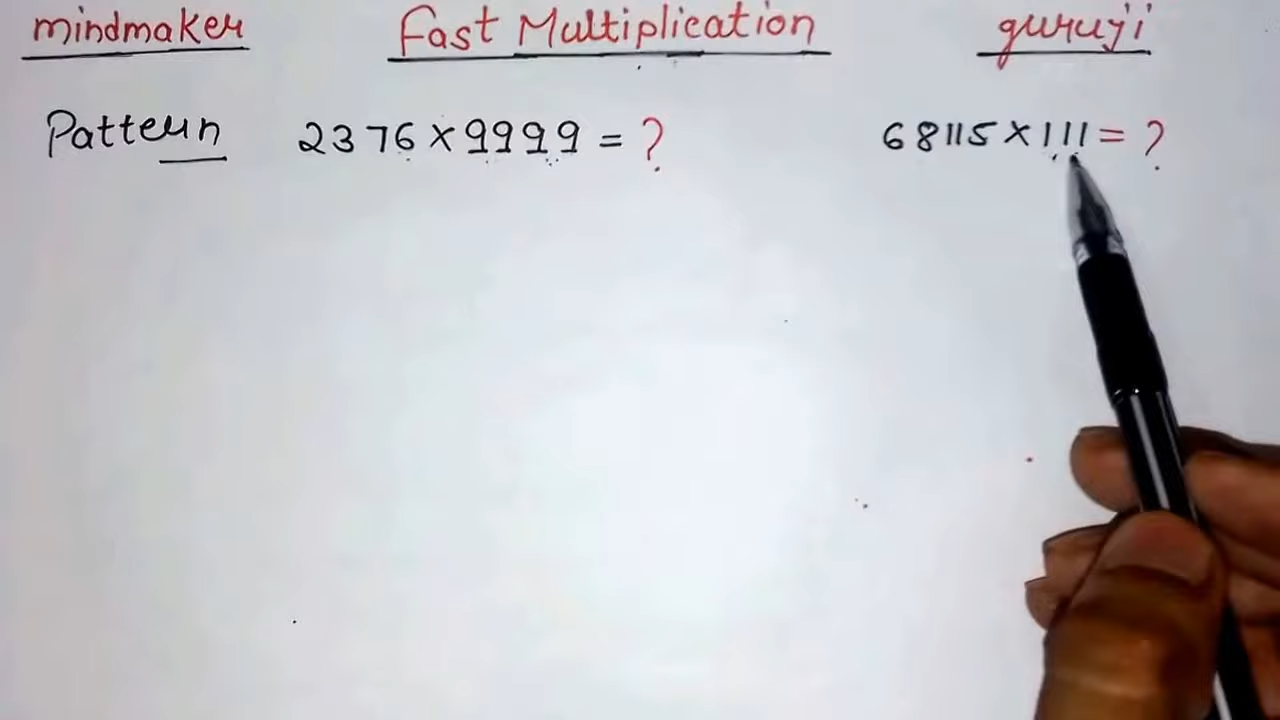 mindmaker Fast Multiplication guruji
Pattern 2376 × 9999 = ? 68115 × 111 = ?